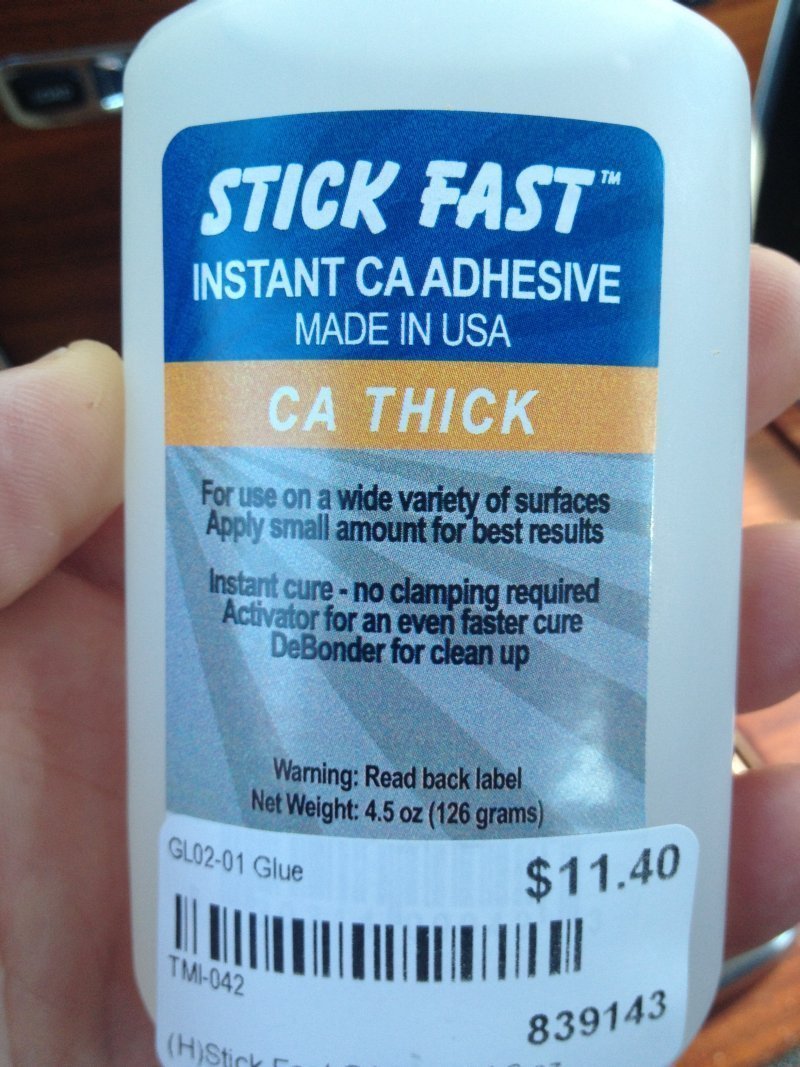 STICK FAST™
INSTANT CA ADHESIVE
MADE IN USA
CA THICK
For use on a wide variety of surfaces
Apply small amount for best results
Instant cure - no clamping required
Activator for an even faster cure
DeBonder for clean up
Warning: Read back label
Net Weight: 4.5 oz (126 grams)
GL02-01 Glue
$11.40
TMI-042
839143
(H)Stick